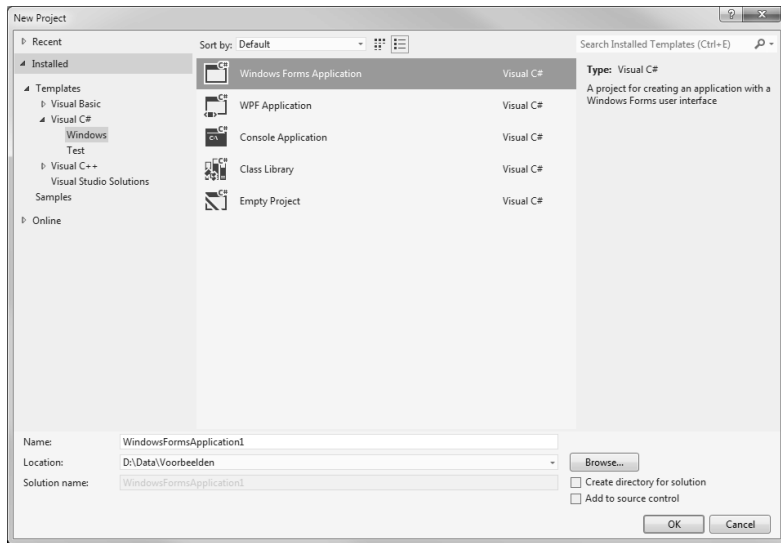 New Project
Recent
Installed
Templates
Visual Basic
Visual C#
Windows
Test
Visual C++
Visual Studio Solutions
Samples
Online
Sort by: Default
Windows Forms Application Visual C#
WPF Application Visual C#
Console Application Visual C#
Class Library Visual C#
Empty Project Visual C#
Search Installed Templates (Ctrl+E)
Type: Visual C#
A project for creating an application with a
Windows Forms user interface
Name: WindowsFormsApplication1
Location: D:\Data\Voorbeelden
Solution name: WindowsFormsApplication1
Browse...
Create directory for solution
Add to source control
OK Cancel